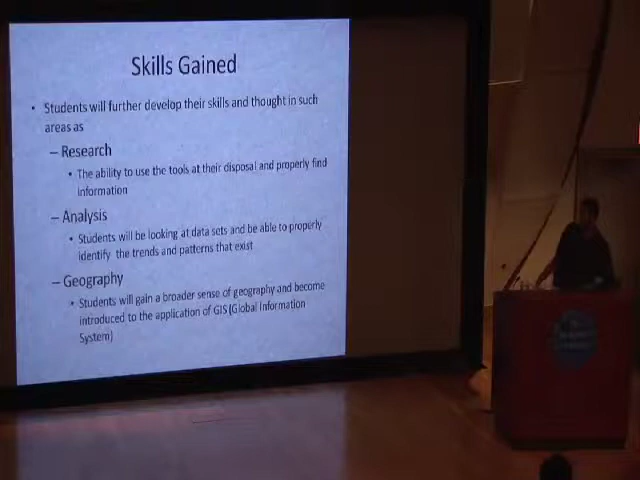 Skills Gained
• Students will further develop their skills and thought in such
areas as
– Research
• The ability to use the tools at their disposal and properly find
information
– Analysis
• Students will be looking at data sets and be able to properly
identify the trends and patterns that exist
– Geography
• Students will gain a broader sense of geography and become
introduced to the application of GIS (Global Information
System)